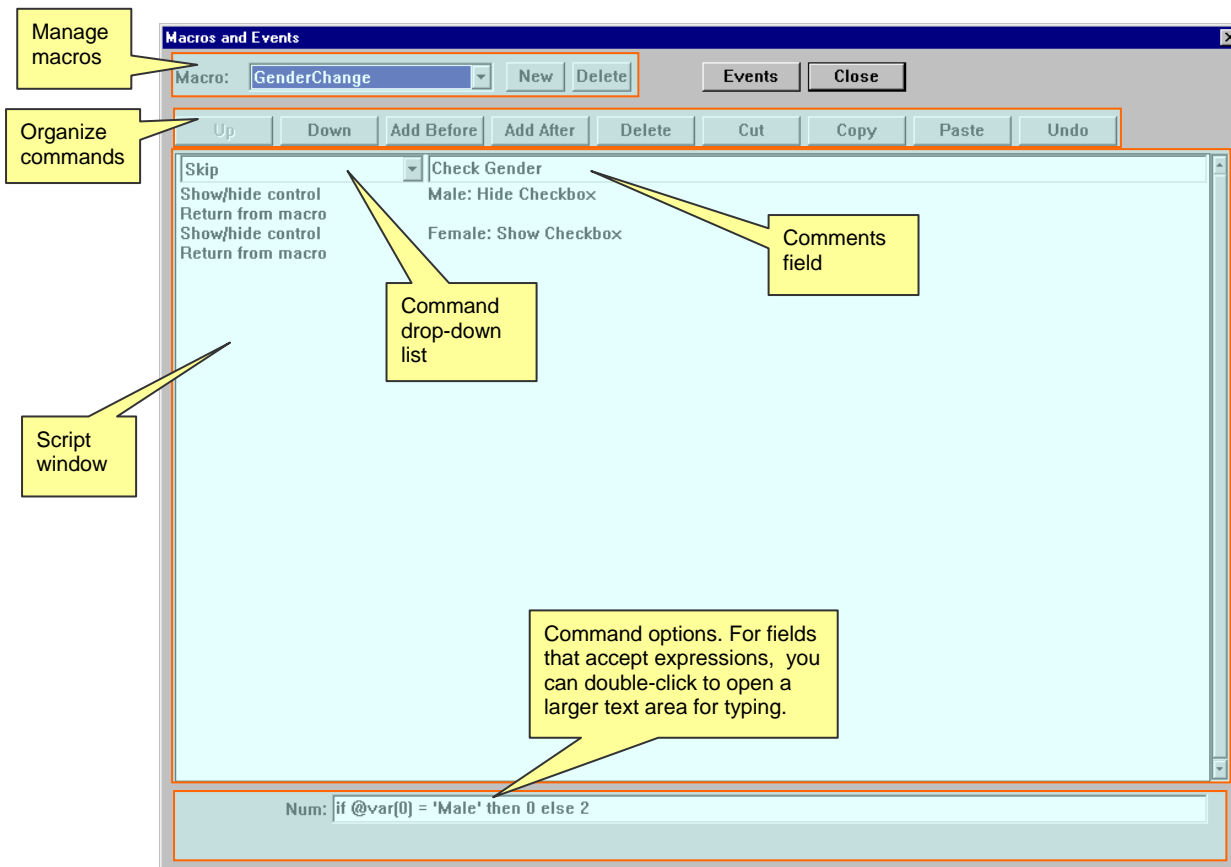 Manage
macros
Macros and Events
Macro: GenderChange New Delete Events Close
Organize
commands
Up Down Add Before Add After Delete Cut Copy Paste Undo
Skip Check Gender
Show/hide control Male: Hide Checkbox
Return from macro
Show/hide control Female: Show Checkbox
Return from macro
Comments
field
Command
drop-down
list
Script
window
Command options. For fields
that accept expressions, you
can double-click to open a
larger text area for typing.
Num: if @var(0) = 'Male' then 0 else 2